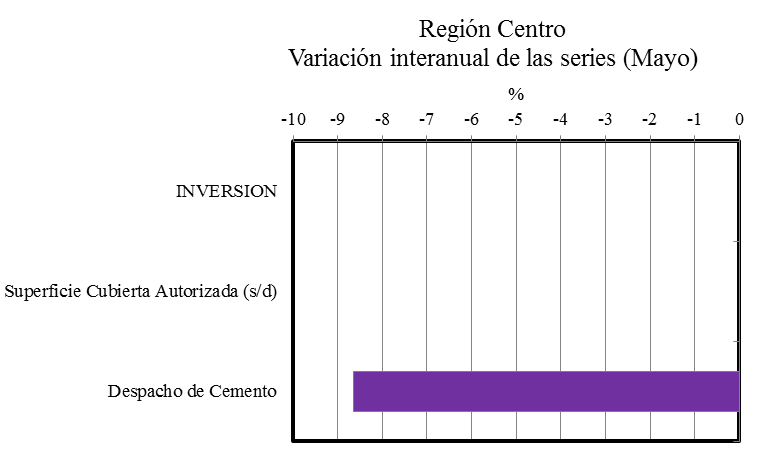 Región Centro
Variación interanual de las series (Mayo)
%
-10 -9 -8 -7 -6 -5 -4 -3 -2 -1 0
INVERSION
Superficie Cubierta Autorizada (s/d)
Despacho de Cemento